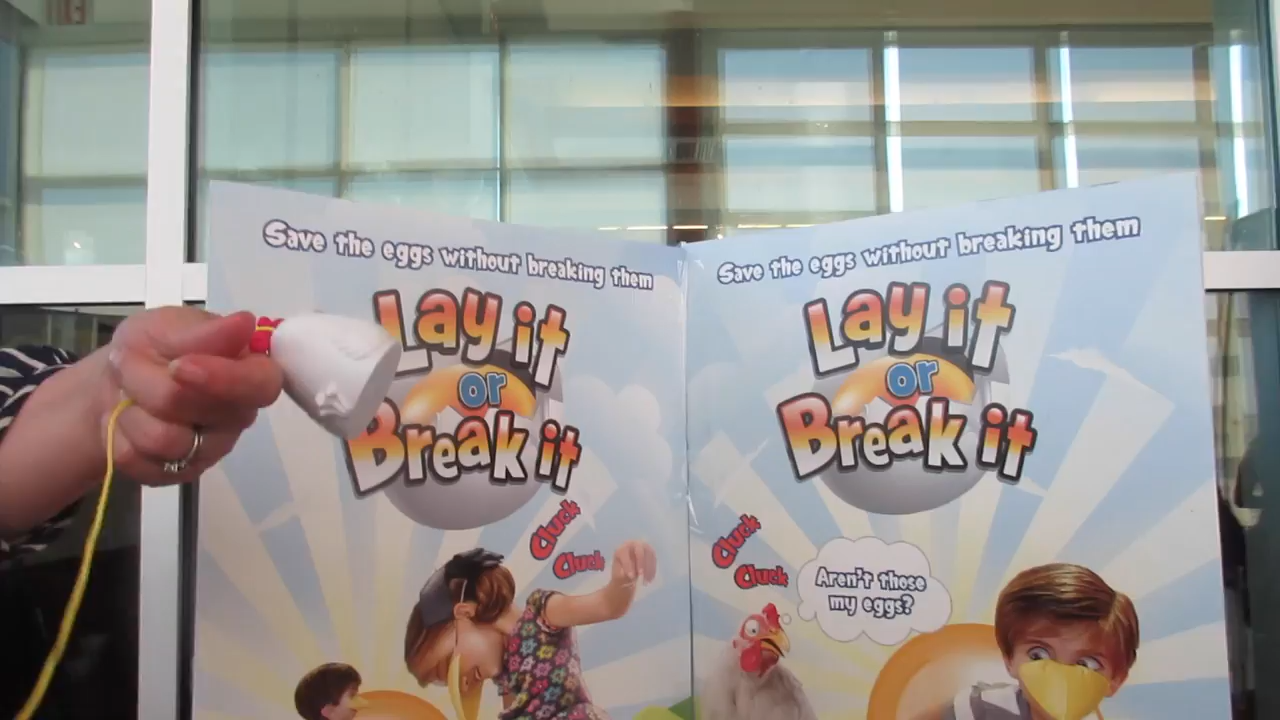 Save the eggs without breaking them
Lay it
or
Break it
Cluck
Cluck
Save the eggs without breaking them
Lay it
or
Break it
Cluck
Cluck
Aren't those
my eggs?